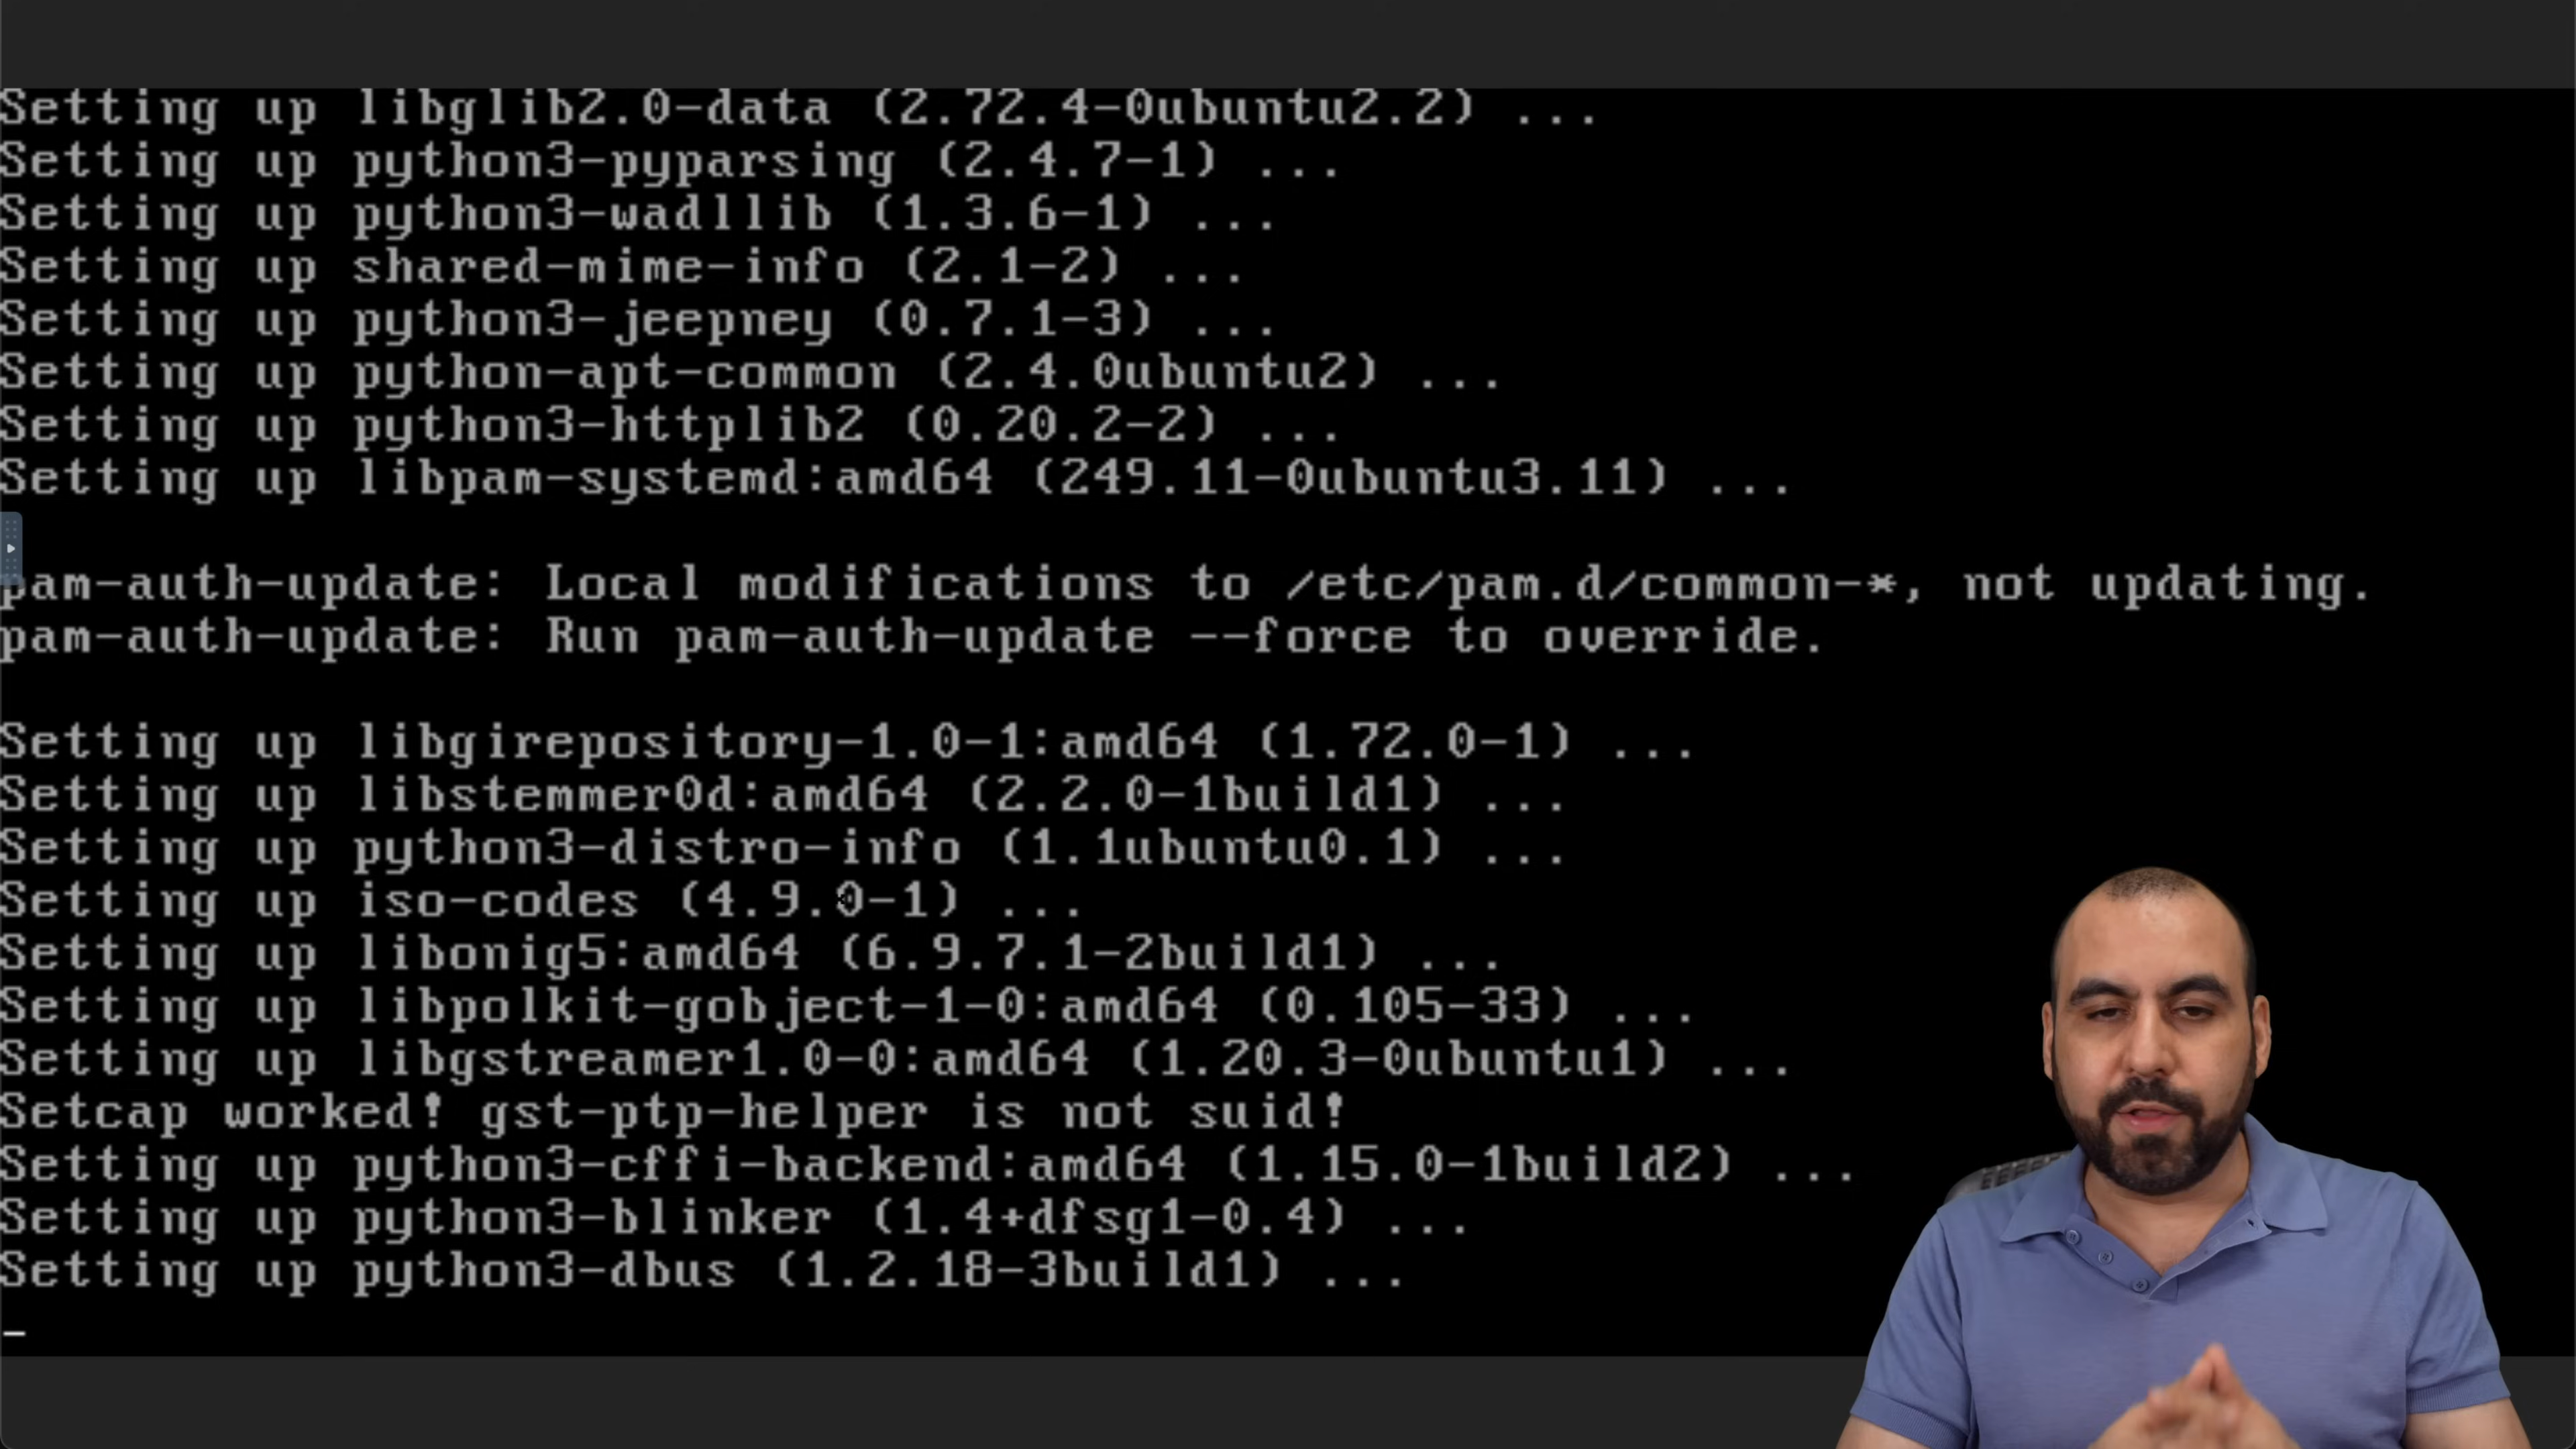 Setting up libglib2.0-data (2.72.4-0ubuntu2.2) ...
Setting up python3-pyparsing (2.4.7-1) ...
Setting up python3-wadllib (1.3.6-1) ...
Setting up shared-mime-info (2.1-2) ...
Setting up python3-jeepney (0.7.1-3) ...
Setting up python-apt-common (2.4.0ubuntu2) ...
Setting up python3-httplib2 (0.20.2-2) ...
Setting up libpam-systemd:amd64 (249.11-0ubuntu3.11) ...
pam-auth-update: Local modifications to /etc/pam.d/common-*, not updating.
pam-auth-update: Run pam-auth-update --force to override.
Setting up libgirepository-1.0-1:amd64 (1.72.0-1) ...
Setting up libstemmer0d:amd64 (2.2.0-1build1) ...
Setting up python3-distro-info (1.1ubuntu0.1) ...
Setting up iso-codes (4.9.0-1) ...
Setting up libonig5:amd64 (6.9.7.1-2build1) ...
Setting up libpolkit-gobject-1-0:amd64 (0.105-33) ...
Setting up libgstreamer1.0-0:amd64 (1.20.3-0ubuntu1) ...
Setcap worked! gst-ptp-helper is not suid!
Setting up python3-cffi-backend:amd64 (1.15.0-1build2) ...
Setting up python3-blinker (1.4+dfsg1-0.4) ...
Setting up python3-dbus (1.2.18-3build1) ...